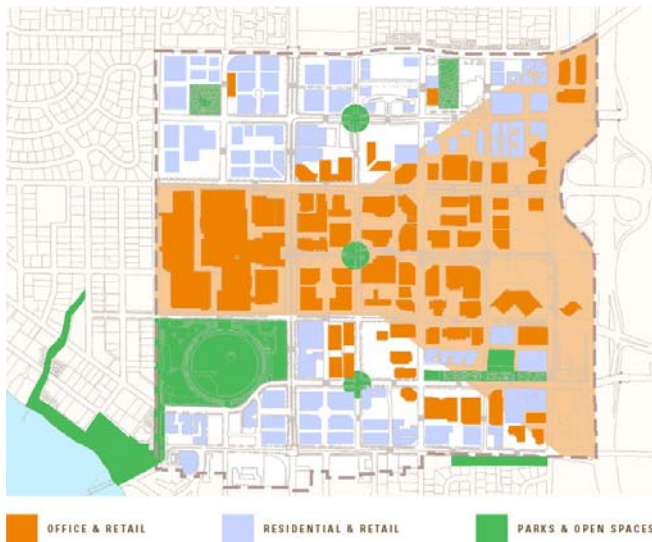 OFFICE & RETAIL
RESIDENTIAL & RETAIL
PARKS & OPEN SPACES